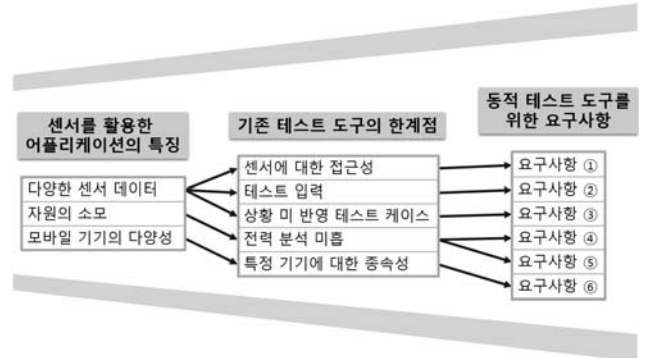 센서를 활용한
어플리케이션의 특징
기존 테스트 도구의 한계점
동적 테스트 도구를
위한 요구사항
다양한 센서 데이터
자원의 소모
모바일 기기의 다양성
센서에 대한 접근성
테스트 입력
상황 미 반영 테스트 케이스
전력 분석 미흡
특정 기기에 대한 종속성
요구사항 ①
요구사항 ②
요구사항 ③
요구사항 ④
요구사항 ⑤
요구사항 ⑥